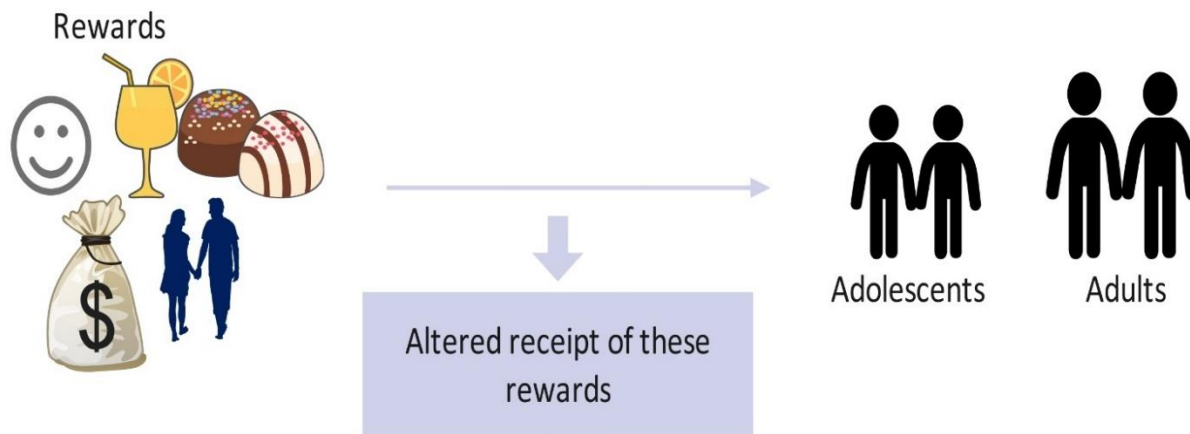 Rewards
$
Altered receipt of these
rewards
Adolescents
Adults